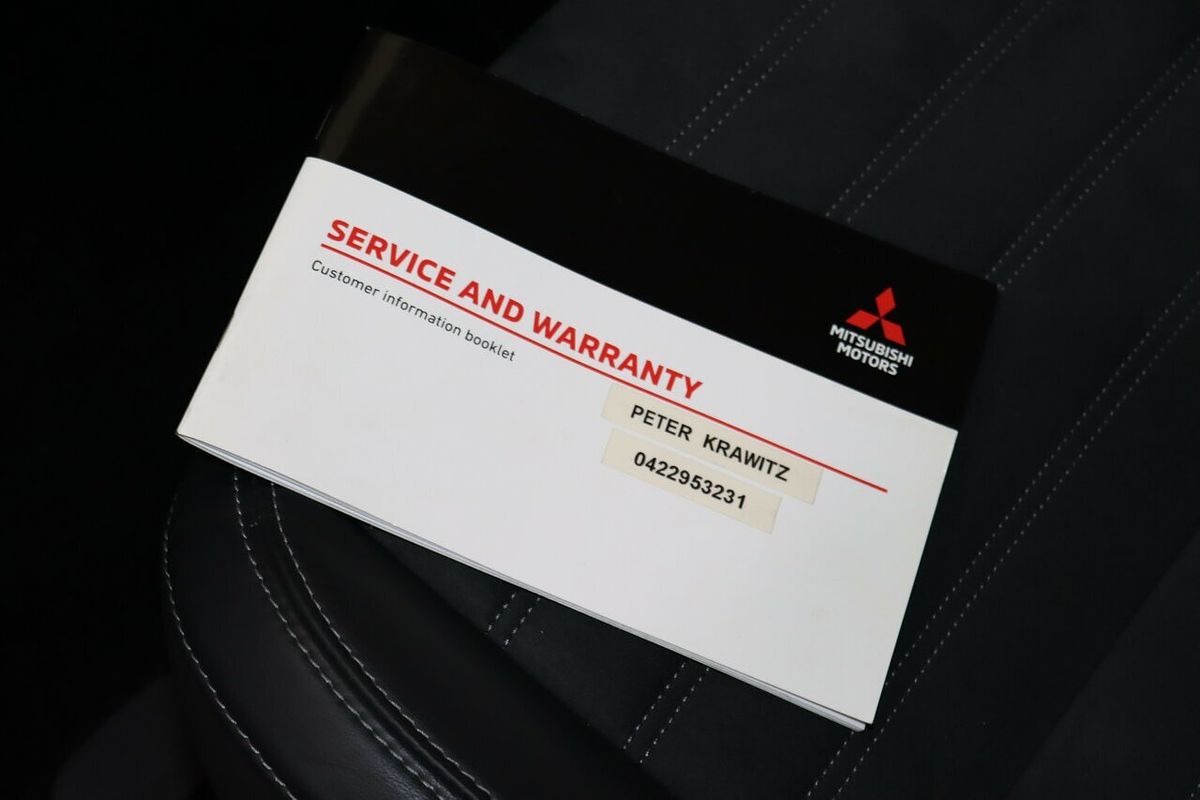 SERVICE AND WARRANTY
Customer information booklet
MITSUBISHI
MOTORS
PETER KRAWITZ
0422953231